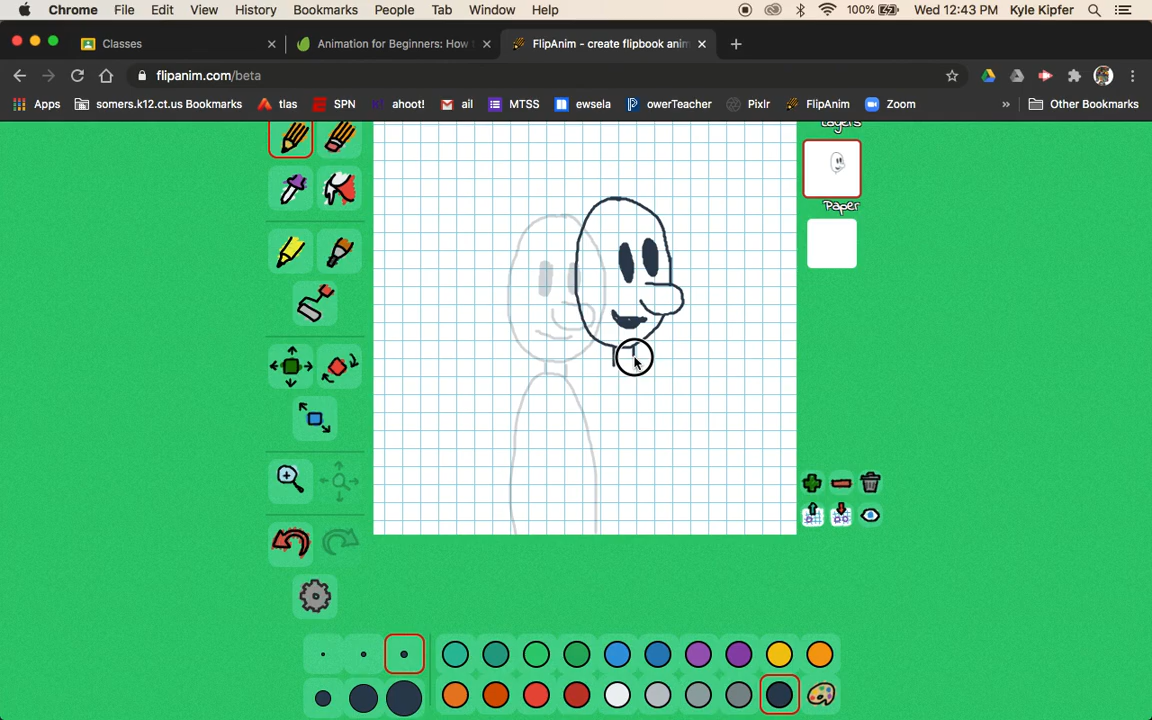 Chrome File Edit View History Bookmarks People Tab Window Help 100% Wed 12:43 PM Kyle Kipfer
Classes Animation for Beginners: How FlipAnim - create flipbook anim
flipanim.com/beta
Apps somers.k12.ct.us Bookmarks tlas SPN ahoot! ail MTSS ewsela owerTeacher Pixlr FlipAnim Zoom » Other Bookmarks
Layers
Paper